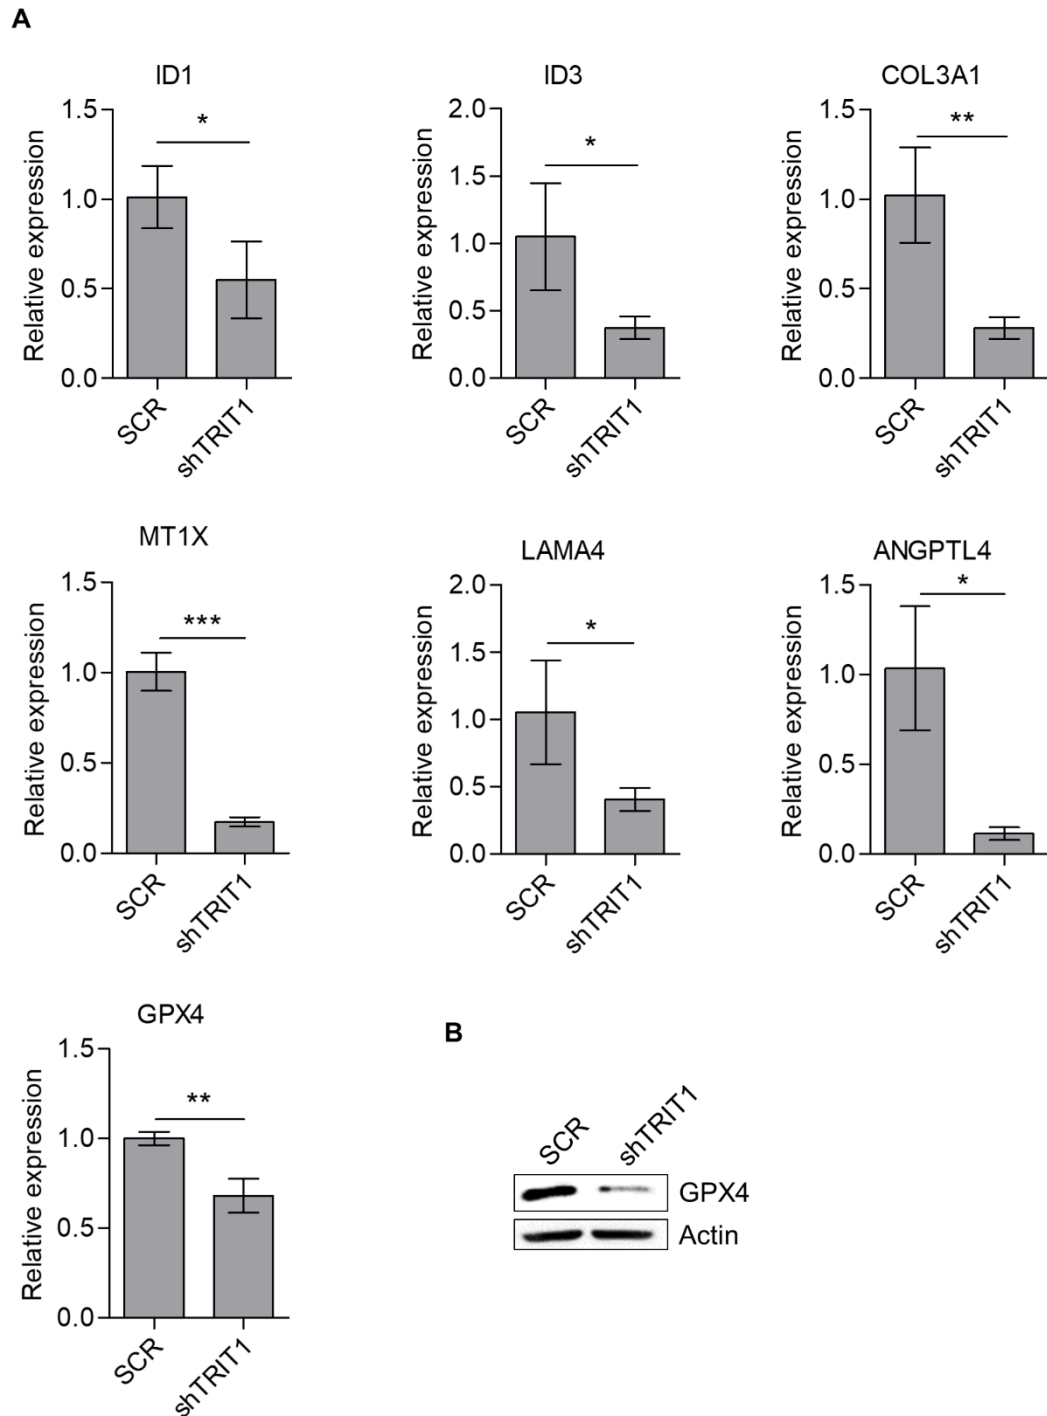 A
ID1
Relative expression
1.5
1.0
0.5
0.0
*
SCR
shTRIT1
ID3
Relative expression
2.0
1.5
1.0
0.5
0.0
*
SCR
shTRIT1
COL3A1
Relative expression
1.5
1.0
0.5
0.0
**
SCR
shTRIT1
MT1X
Relative expression
1.5
1.0
0.5
0.0
***
SCR
shTRIT1
LAMA4
Relative expression
2.0
1.5
1.0
0.5
0.0
*
SCR
shTRIT1
ANGPTL4
Relative expression
1.5
1.0
0.5
0.0
*
SCR
shTRIT1
GPX4
Relative expression
1.5
1.0
0.5
0.0
**
SCR
shTRIT1
B
SCR
shTRIT1
GPX4
Actin